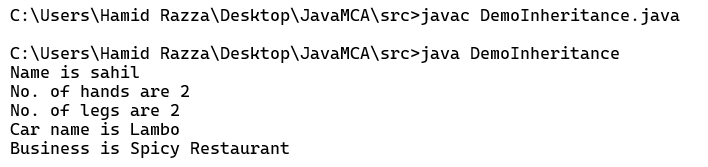 C:\Users\Hamid Razza\Desktop\JavaMCA\src>javac DemoInheritance.java
C:\Users\Hamid Razza\Desktop\JavaMCA\src>java DemoInheritance
Name is sahil
No. of hands are 2
No. of legs are 2
Car name is Lambo
Business is Spicy Restaurant